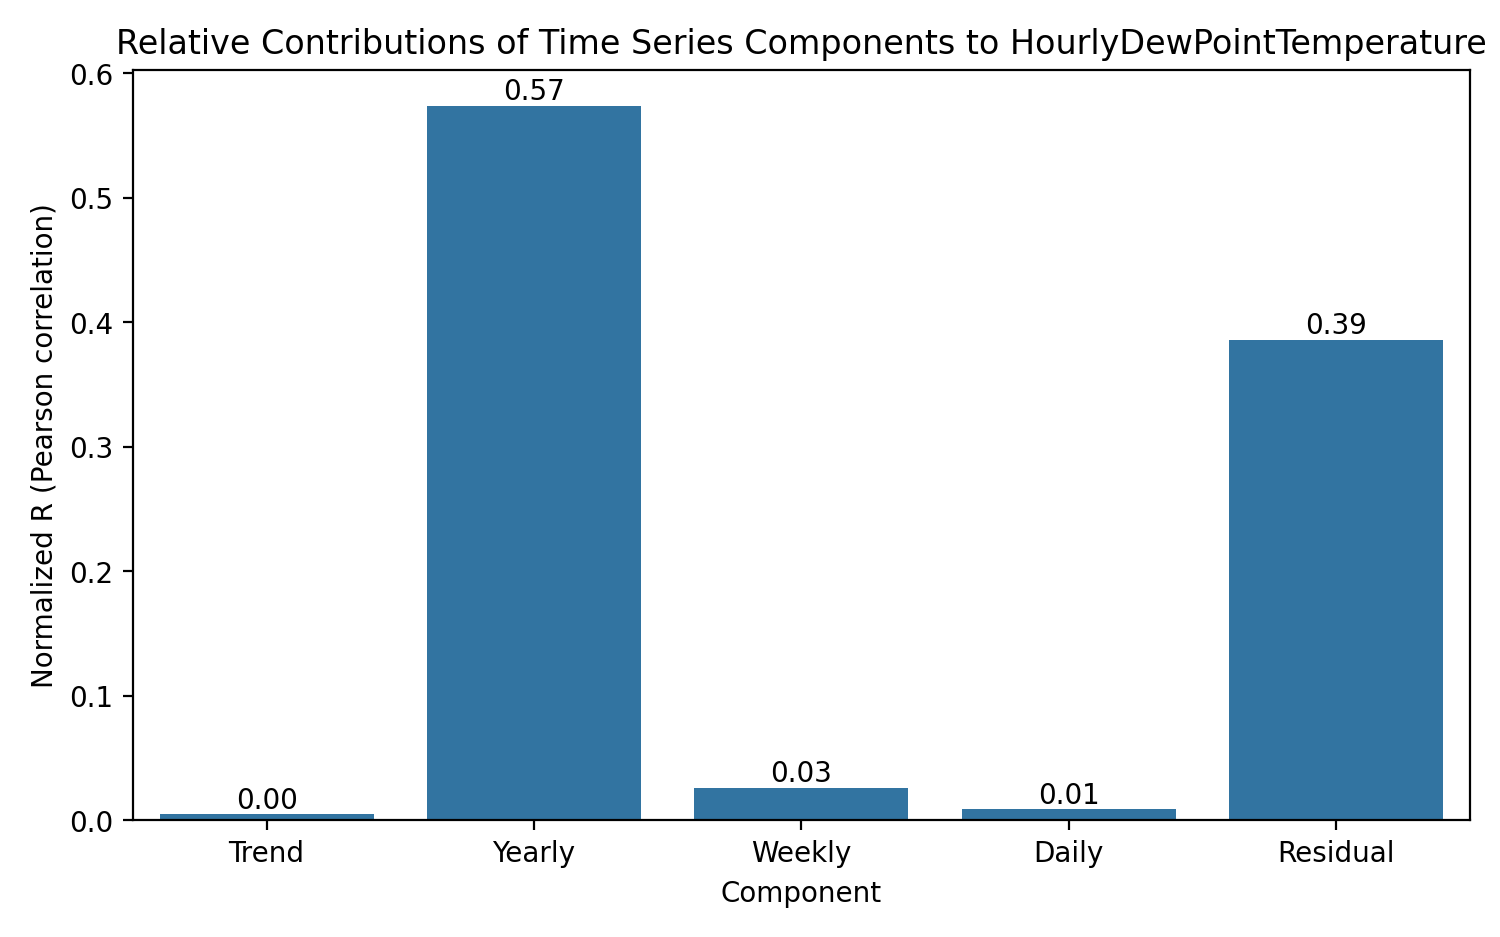 Relative Contributions of Time Series Components to HourlyDewPointTemperature
Normalized R (Pearson correlation)
0.6
0.5
0.4
0.3
0.2
0.1
0.0
0.00
0.57
0.03
0.01
0.39
Trend
Yearly
Weekly
Daily
Residual
Component